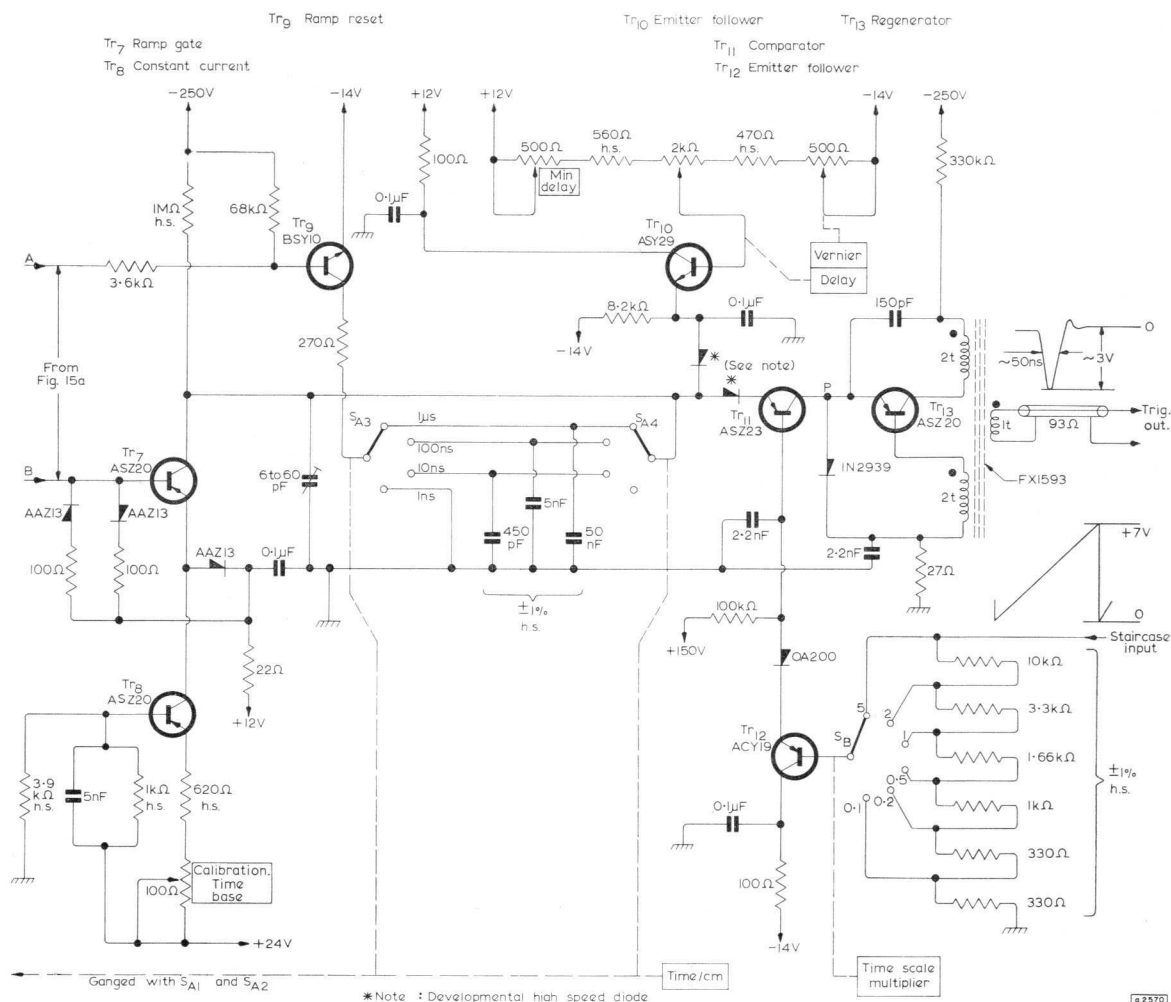 Tr9 Ramp reset
Tr10 Emitter follower
Tr13 Regenerator
Tr7 Ramp gate
Tr11 Comparator
Tr8 Constant current
Tr12 Emitter follower
-250V
-14V
+12V
+12V
-14V
-250V
100Ω
500Ω
Min delay
560Ω
h.s.
2kΩ
470Ω
h.s.
500Ω
330kΩ
1MΩ
h.s.
68kΩ
0·1μF
Tr9
BSY10
Tr10
ASY29
Vernier
Delay
A
3·6kΩ
From
Fig. 15a
270Ω
8·2kΩ
-14V
0·1μF
150pF
*
(See note)
*
2t
O
~50ns
~3V
P
SA3
1μs
SA4
100ns
10ns
1ns
Tr11
ASZ23
Tr13
ASZ20
1t
93Ω
Trig.
out.
Tr7
ASZ20
B
6 to 60
pF
1N2939
FX1593
5nF
2t
AAZ13
AAZ13
AAZ13
0·1μF
450
pF
50
nF
2·2nF
2·2nF
+7V
100Ω
100Ω
±1%
h.s.
27Ω
O
100kΩ
+150V
Staircase
input
22Ω
+12V
OA200
10kΩ
Tr8
ASZ20
5
2
3·3kΩ
1
SB
Tr12
ACY19
1·66kΩ
±1%
h.s.
3·9
kΩ
h.s.
5nF
1kΩ
h.s.
620Ω
h.s.
0·5
0·2
0·1
1kΩ
0·1μF
330Ω
100Ω
Calibration.
Time
base
100Ω
330Ω
+24V
-14V
Ganged with SA1 and SA2
Time/cm
Time scale
multiplier
*Note : Developmental high speed diode
a2570